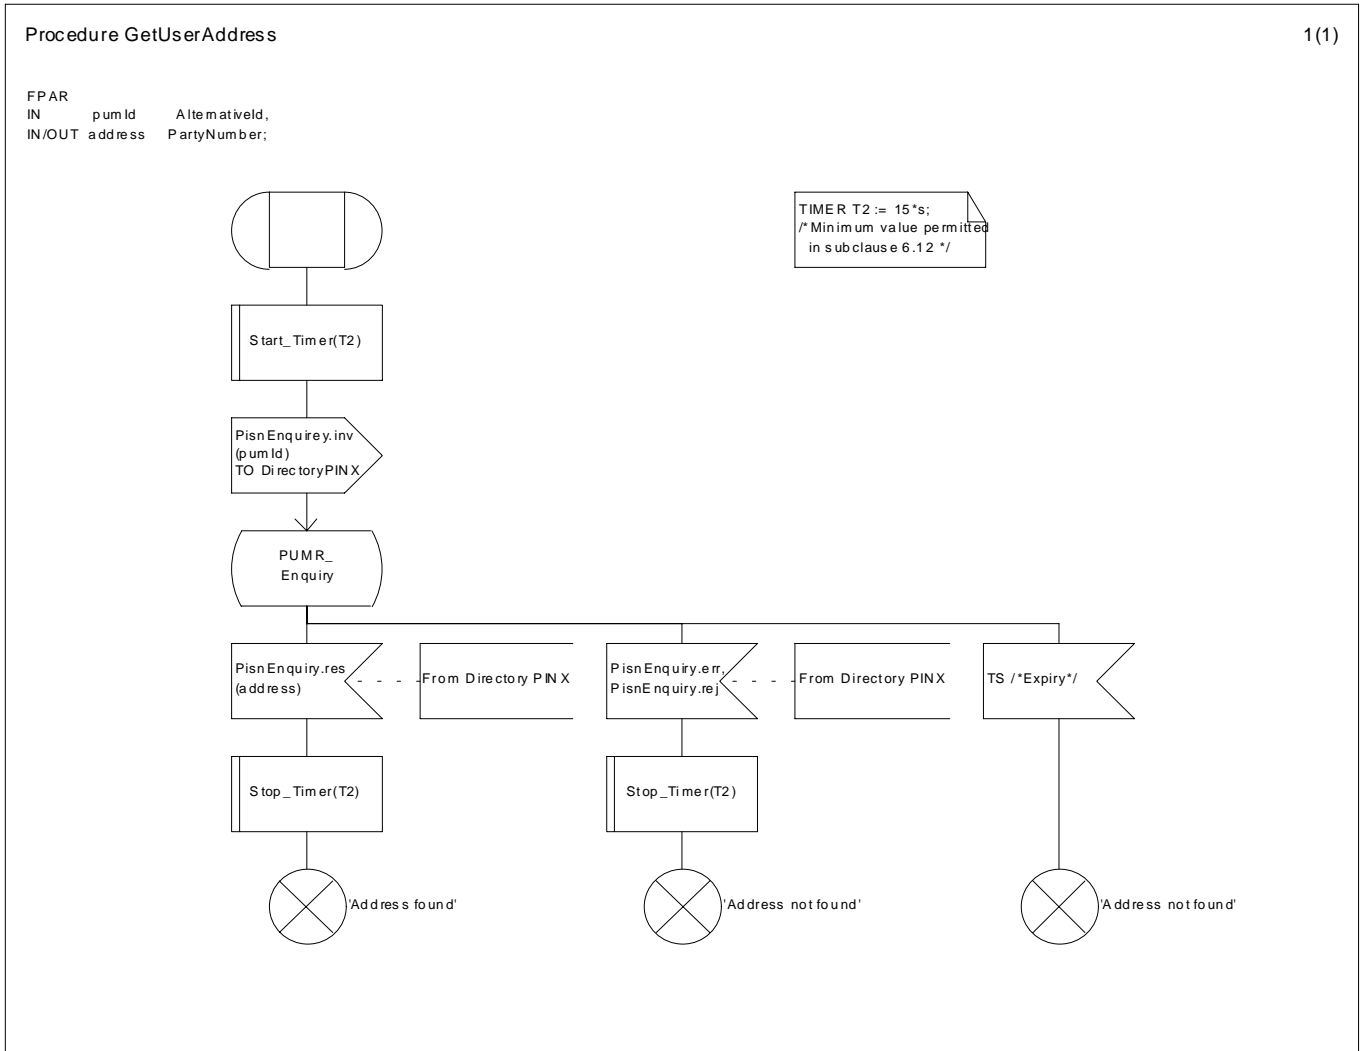 Procedure GetUserAddress
1(1)
FPAR
IN pumId AlternativeId,
IN/OUT address PartyNumber;
TIMER T2 := 15*s;
/*Minimum value permitted
in subclause 6.12 */
Start_Timer(T2)
PisnEnquirey.inv
(pumId)
TO DirectoryPINX
PUMR_
Enquiry
PisnEnquiry.res
(address)
From Directory PINX
PisnEnquiry.err,
PisnEnquiry.rej
From Directory PINX
TS /*Expiry*/
Stop_Timer(T2)
Stop_Timer(T2)
'Address found'
'Address not found'
'Address not found'